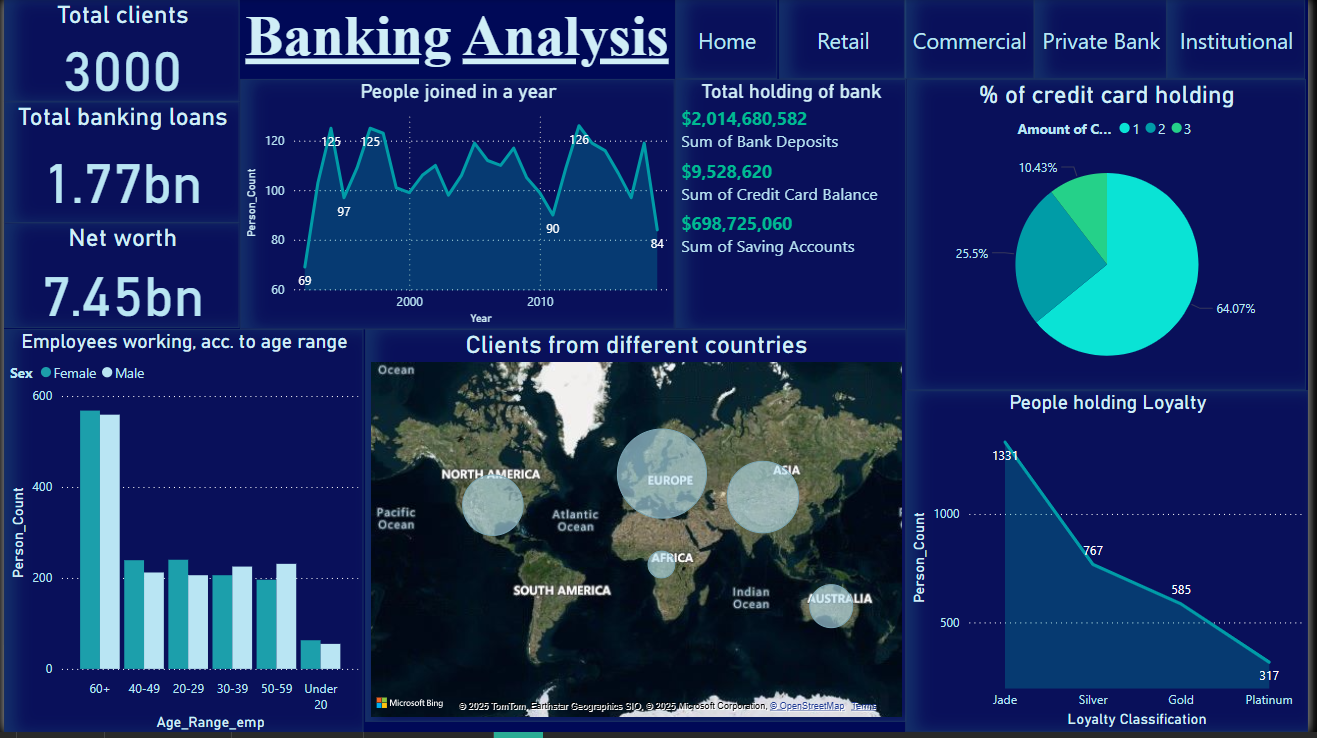 Total clients
3000
Total banking loans
1.77bn
Net worth
7.45bn
Banking Analysis
Home
Retail
Commercial
Private Bank
Institutional
People joined in a year
Person_Count
120
100
80
60
69
125
97
125
90
126
84
2000
2010
Year
Total holding of bank
$2,014,680,582
Sum of Bank Deposits
$9,528,620
Sum of Credit Card Balance
$698,725,060
Sum of Saving Accounts
% of credit card holding
Amount of C... 1 2 3
10.43%
25.5%
64.07%
Employees working, acc. to age range
Sex Female Male
Person_Count
600
400
200
0
60+
40-49
20-29
30-39
50-59
Under
20
Age_Range_emp
Clients from different countries
Ocean
NORTH AMERICA
EUROPE
ASIA
Pacific
Ocean
Atlantic
Ocean
AFRICA
SOUTH AMERICA
Indian
Ocean
AUSTRALIA
Microsoft Bing
© 2025 TomTom, Earthstar Geographics SIO, © 2025 Microsoft Corporation, © OpenStreetMap Terms
People holding Loyalty
Person_Count
1000
500
1331
767
585
317
Jade
Silver
Gold
Platinum
Loyalty Classification